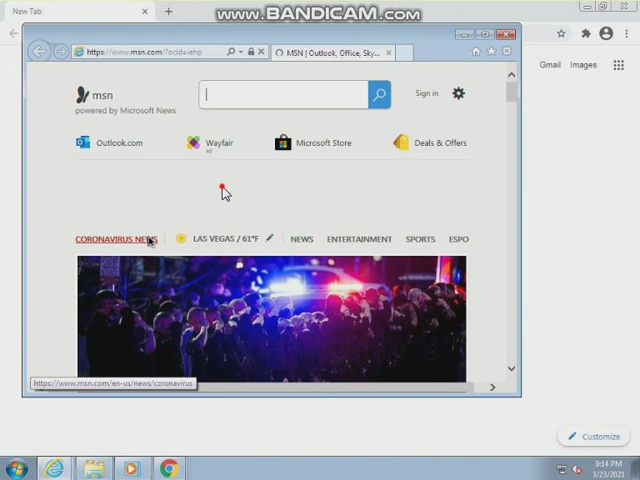 New Tab
www.BANDICAM.com
https://www.msn.com/?ocid=iehp
MSN | Outlook, Office, Sky...
Gmail
Images
msn
powered by Microsoft News
Sign in
Outlook.com
Wayfair
ad
Microsoft Store
Deals & Offers
CORONAVIRUS NEWS
LAS VEGAS / 61°F
NEWS
ENTERTAINMENT
SPORTS
ESPO
https://www.msn.com/en-us/news/coronavirus
Customize
9:14 PM
3/23/2021